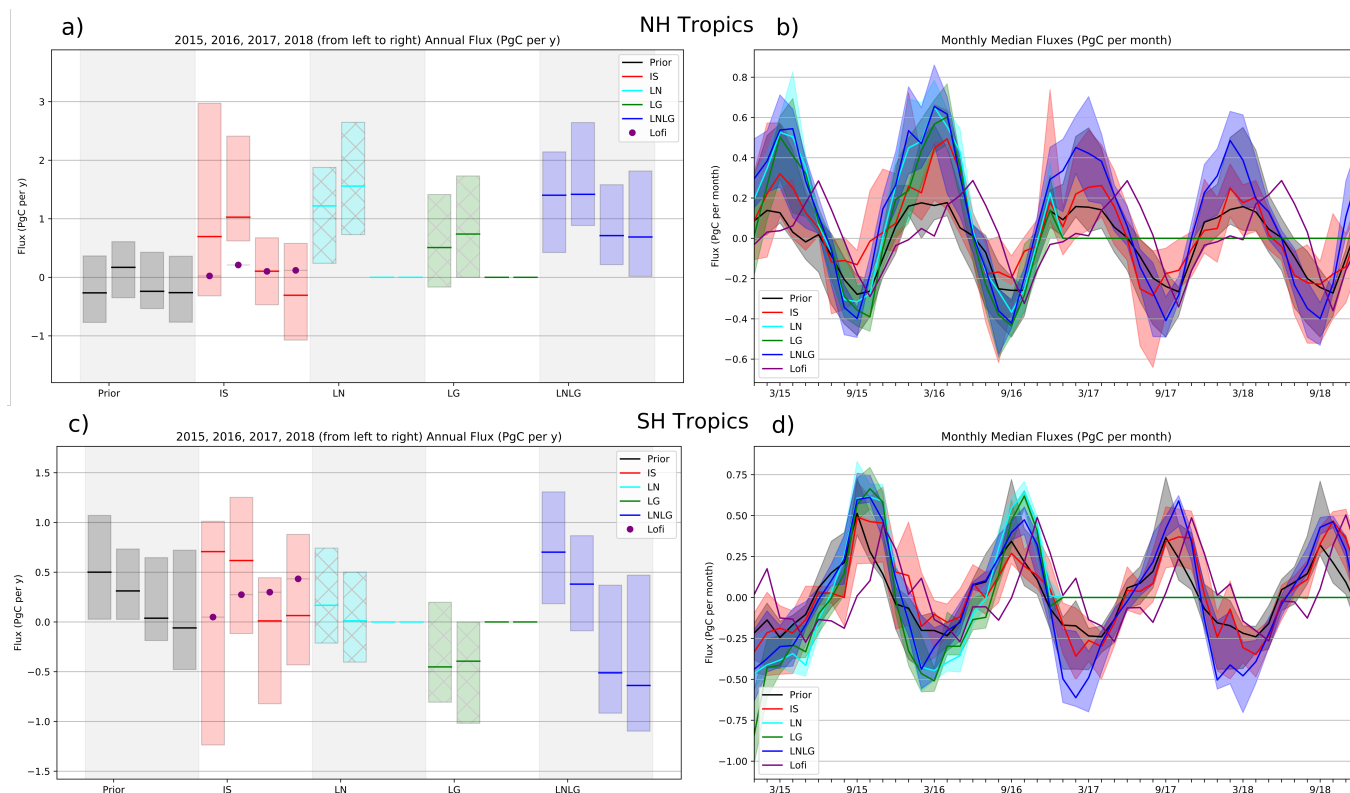 NH Tropics
a)
2015, 2016, 2017, 2018 (from left to right) Annual Flux (PgC per y)
Flux (PgC per y)
3
2
1
0
−1
Prior
IS
LN
LG
LNLG
Lofi
Prior
IS
LN
LG
LNLG
b)
Monthly Median Fluxes (PgC per month)
Flux (PgC per month)
0.8
0.6
0.4
0.2
0.0
−0.2
−0.4
−0.6
Prior
IS
LN
LG
LNLG
Lofi
3/15
9/15
3/16
9/16
3/17
9/17
3/18
9/18
SH Tropics
c)
2015, 2016, 2017, 2018 (from left to right) Annual Flux (PgC per y)
Flux (PgC per y)
1.5
1.0
0.5
0.0
−0.5
−1.0
−1.5
Prior
IS
LN
LG
LNLG
Lofi
Prior
IS
LN
LG
LNLG
d)
Monthly Median Fluxes (PgC per month)
Flux (PgC per month)
0.75
0.50
0.25
0.00
−0.25
−0.50
−0.75
−1.00
Prior
IS
LN
LG
LNLG
Lofi
3/15
9/15
3/16
9/16
3/17
9/17
3/18
9/18